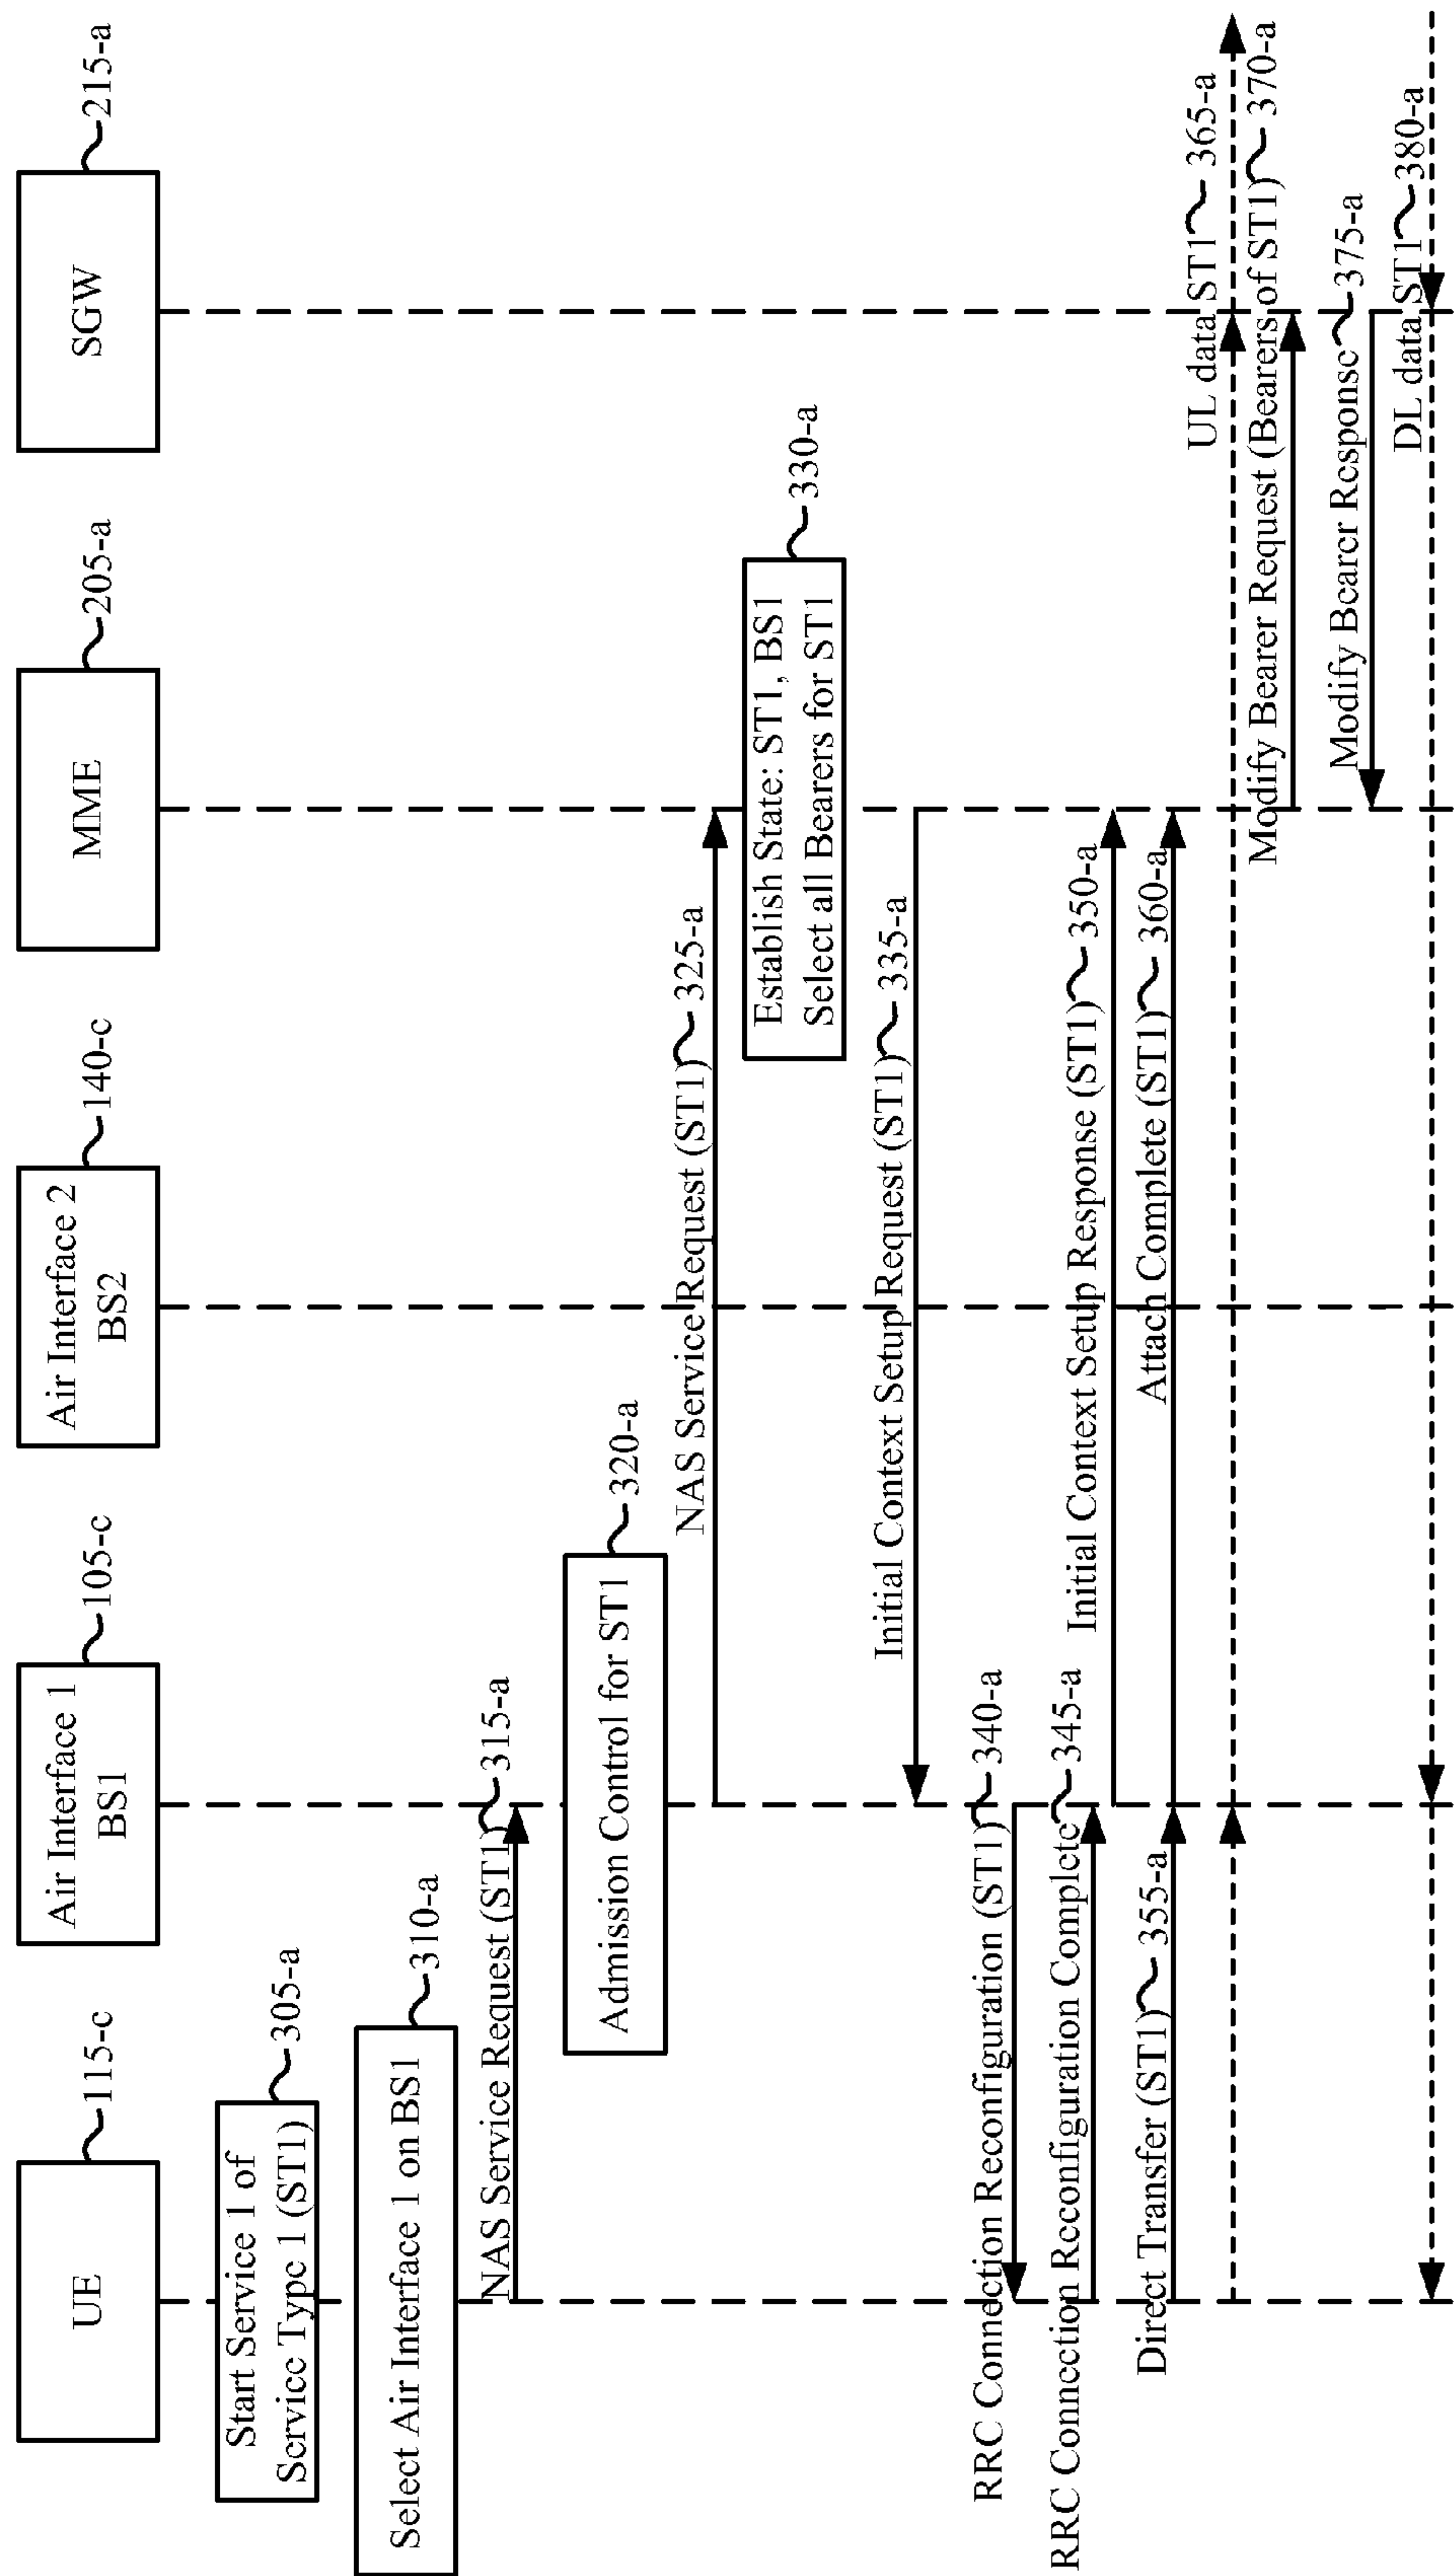 UE
115-c
Air Interface 1
BS1
105-c
Air Interface 2
BS2
140-c
MME
205-a
SGW
215-a
Start Service 1 of
Service Type 1 (ST1)
305-a
Select Air Interface 1 on BS1
310-a
NAS Service Request (ST1)
315-a
Admission Control for ST1
320-a
NAS Service Request (ST1)
325-a
Establish State: ST1, BS1
Select all Bearers for ST1
330-a
Initial Context Setup Request (ST1)
335-a
RRC Connection Reconfiguration (ST1)
340-a
RRC Connection Reconfiguration Complete
345-a
Initial Context Setup Response (ST1)
350-a
Direct Transfer (ST1)
355-a
Attach Complete (ST1)
360-a
UL data ST1
365-a
Modify Bearer Request (Bearers of ST1)
370-a
Modify Bearer Response
375-a
DL data ST1
380-a